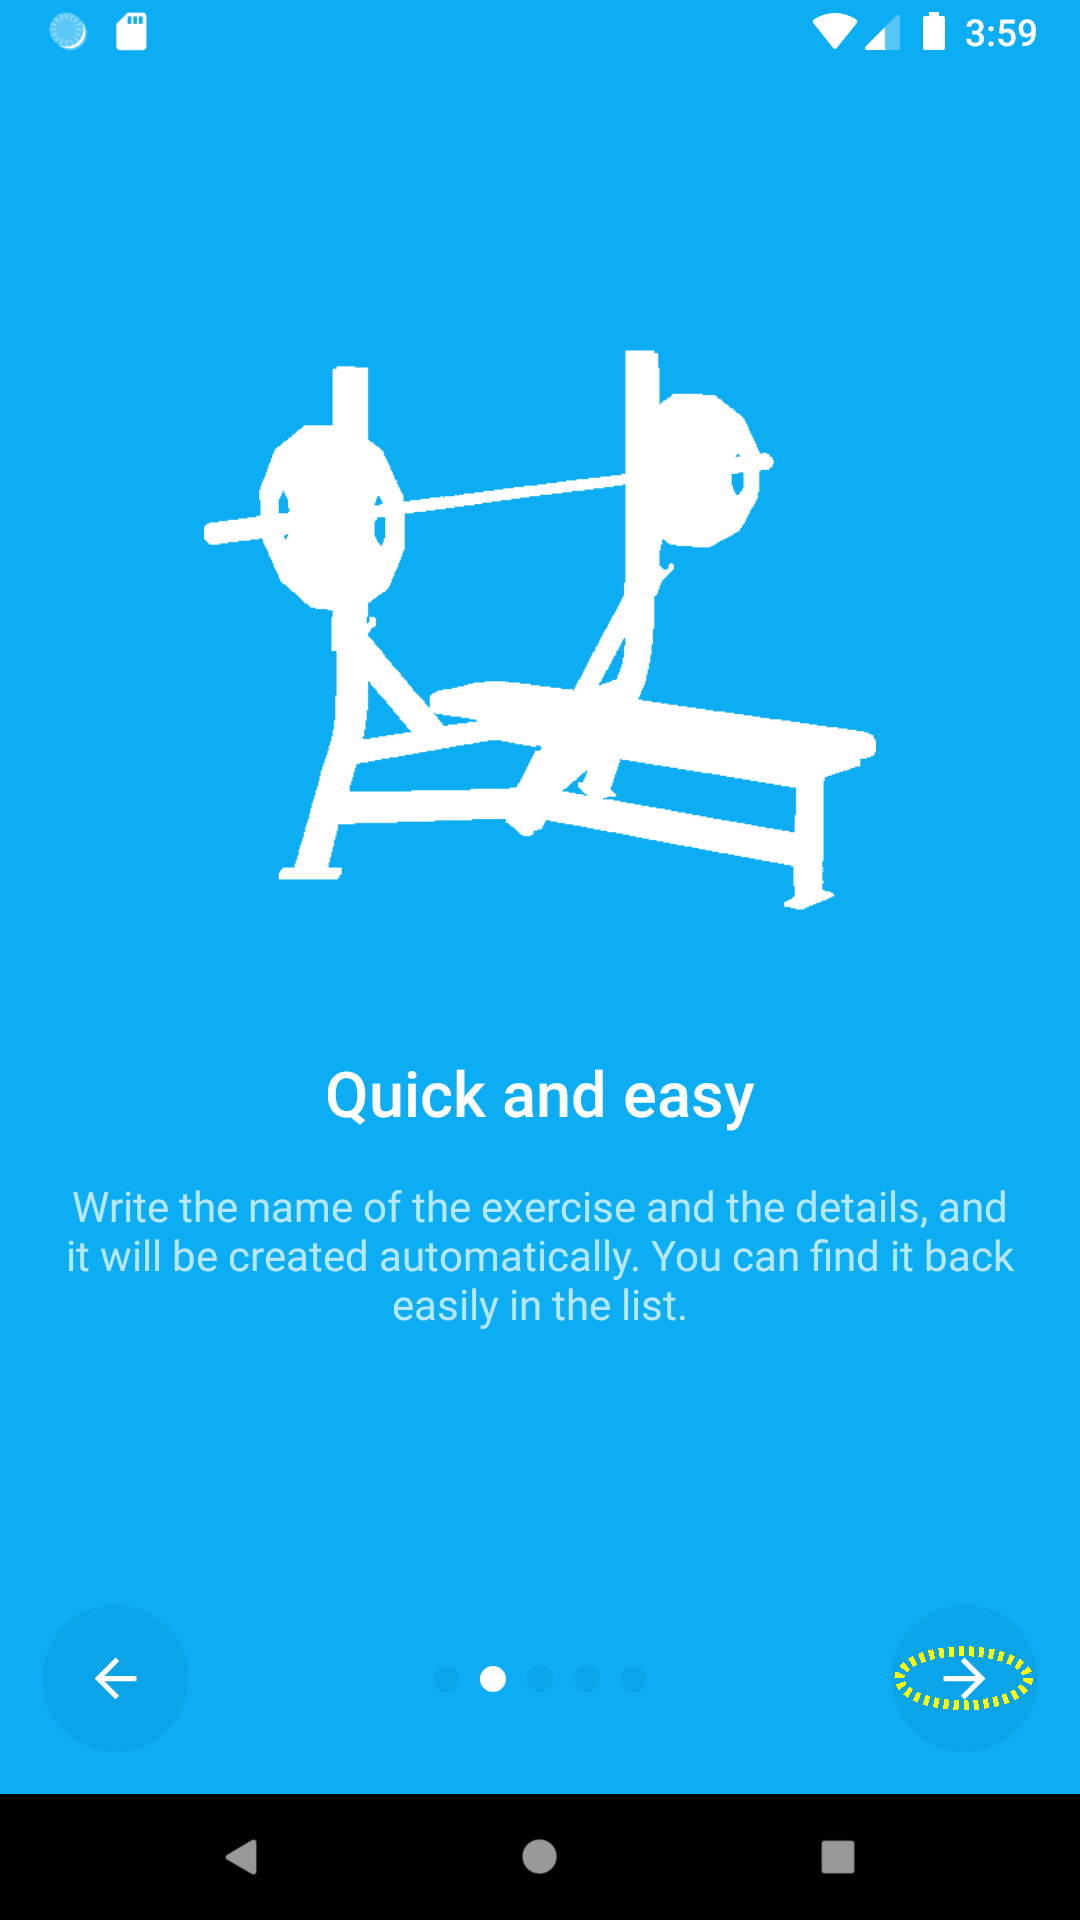 3:59
Quick and easy
Write the name of the exercise and the details, and
it will be created automatically. You can find it back
easily in the list.